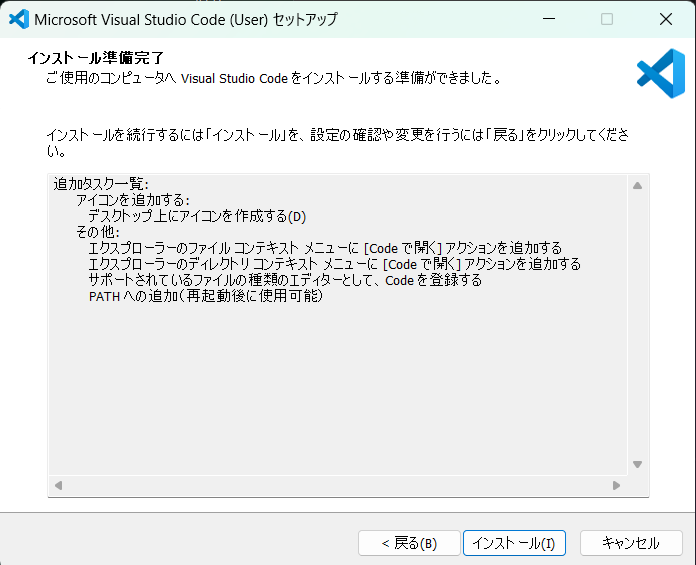 Microsoft Visual Studio Code (User) セットアップ
インストール準備完了
ご使用のコンピュータへ Visual Studio Code をインストールする準備ができました。
インストールを続行するには「インストール」を、設定の確認や変更を行うには「戻る」をクリックしてくださ
い。
追加タスク一覧:
アイコンを追加する:
デスクトップ上にアイコンを作成する(D)
その他:
エクスプローラーのファイル コンテキスト メニューに [Code で開く] アクションを追加する
エクスプローラーのディレクトリ コンテキスト メニューに [Code で開く] アクションを追加する
サポートされているファイルの種類のエディターとして、Code を登録する
PATH への追加（再起動後に使用可能）
< 戻る(B)
インストール(I)
キャンセル